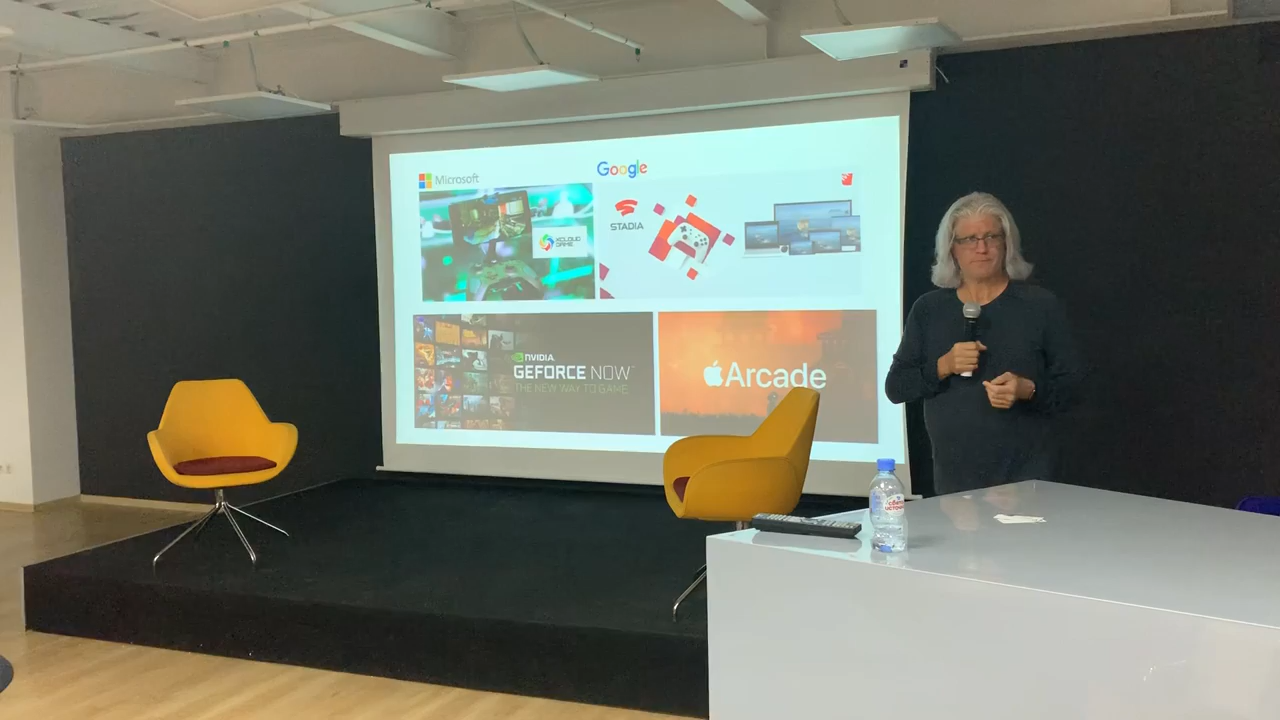 Microsoft
Google
XCLOUD
GAME
STADIA
NVIDIA
GEFORCE NOW
THE NEW WAY TO GAME
Arcade